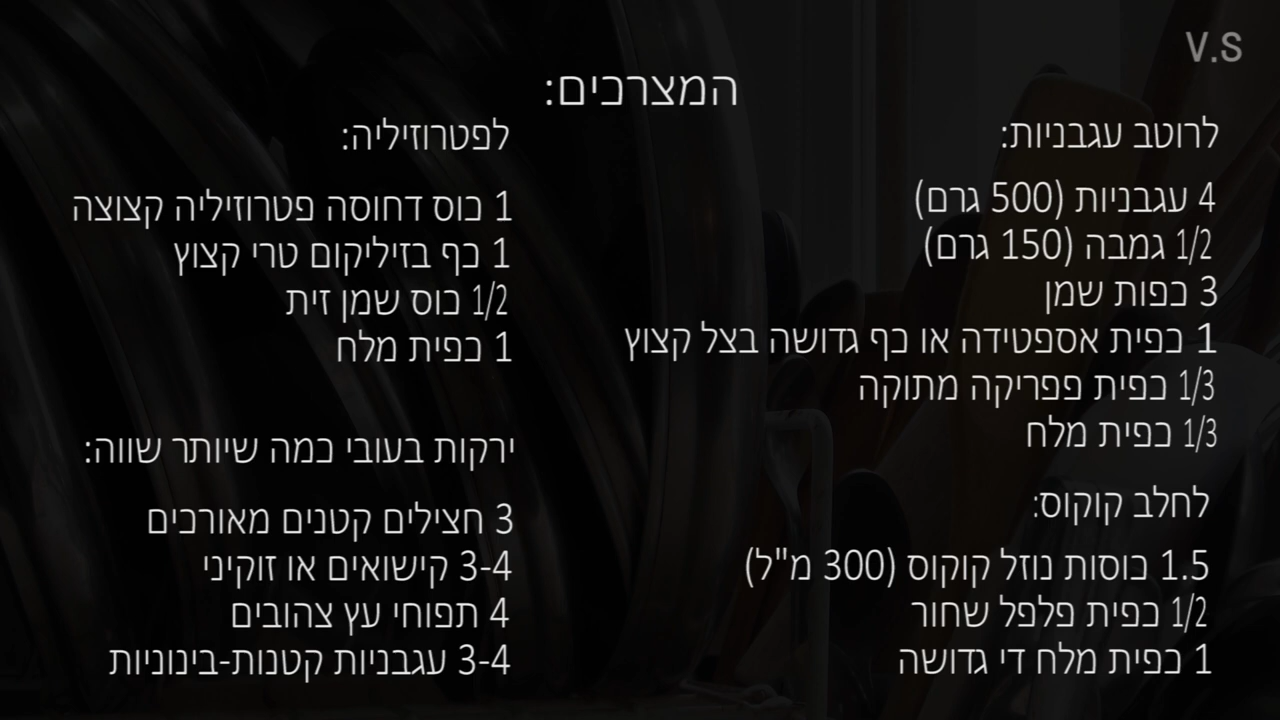 V.S
המצרכים:
לרוטב עגבניות:
4 עגבניות (500 גרם)
1/2 גמבה (150 גרם)
3 כפות שמן
1 כפית אספטידה או כף גדושה בצל קצוץ
1/3 כפית פפריקה מתוקה
1/3 כפית מלח
לחלב קוקוס:
1.5 כוסות נוזל קוקוס (300 מ"ל)
1/2 כפית פלפל שחור
1 כפית מלח די גדושה
לפטרוזיליה:
1 כוס דחוסה פטרוזיליה קצוצה
1 כף בזיליקום טרי קצוץ
1/2 כוס שמן זית
1 כפית מלח
ירקות בעובי כמה שיותר שווה:
3 חצילים קטנים מאורכים
3-4 קישואים או זוקיני
4 תפוחי עץ צהובים
3-4 עגבניות קטנות-בינוניות